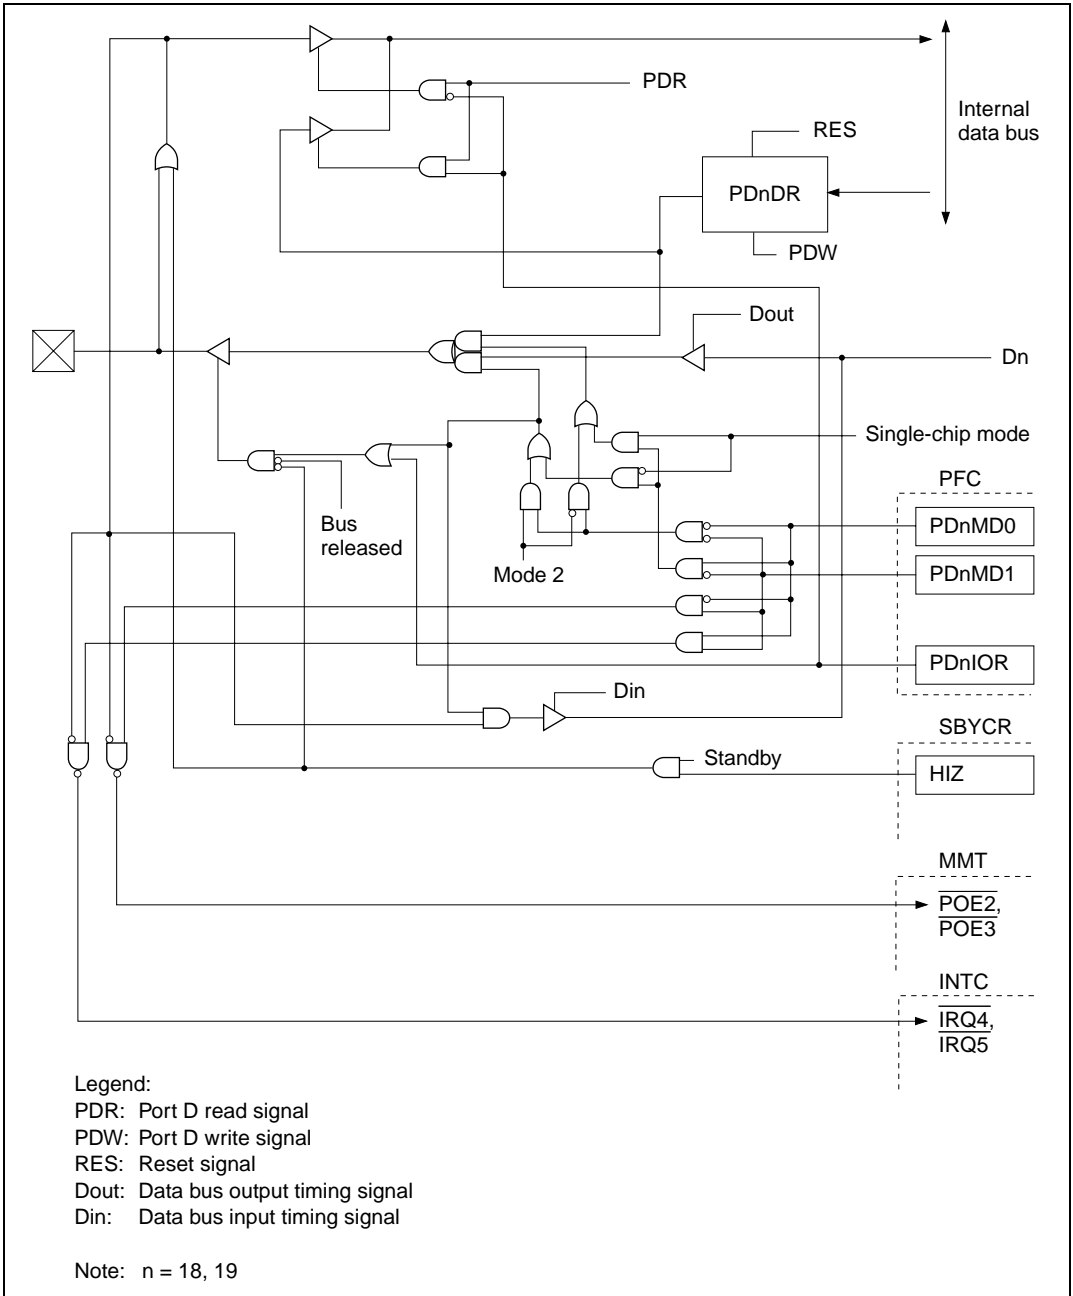 PDR
Internal
data bus
RES
PDnDR
PDW
Dout
Dn
Single-chip mode
PFC
Bus
released
Mode 2
PDnMD0
PDnMD1
PDnIOR
Din
SBYCR
Standby
HIZ
MMT
POE2,
POE3
INTC
IRQ4,
IRQ5
Legend:
PDR: Port D read signal
PDW: Port D write signal
RES: Reset signal
Dout: Data bus output timing signal
Din: Data bus input timing signal
Note: n = 18, 19